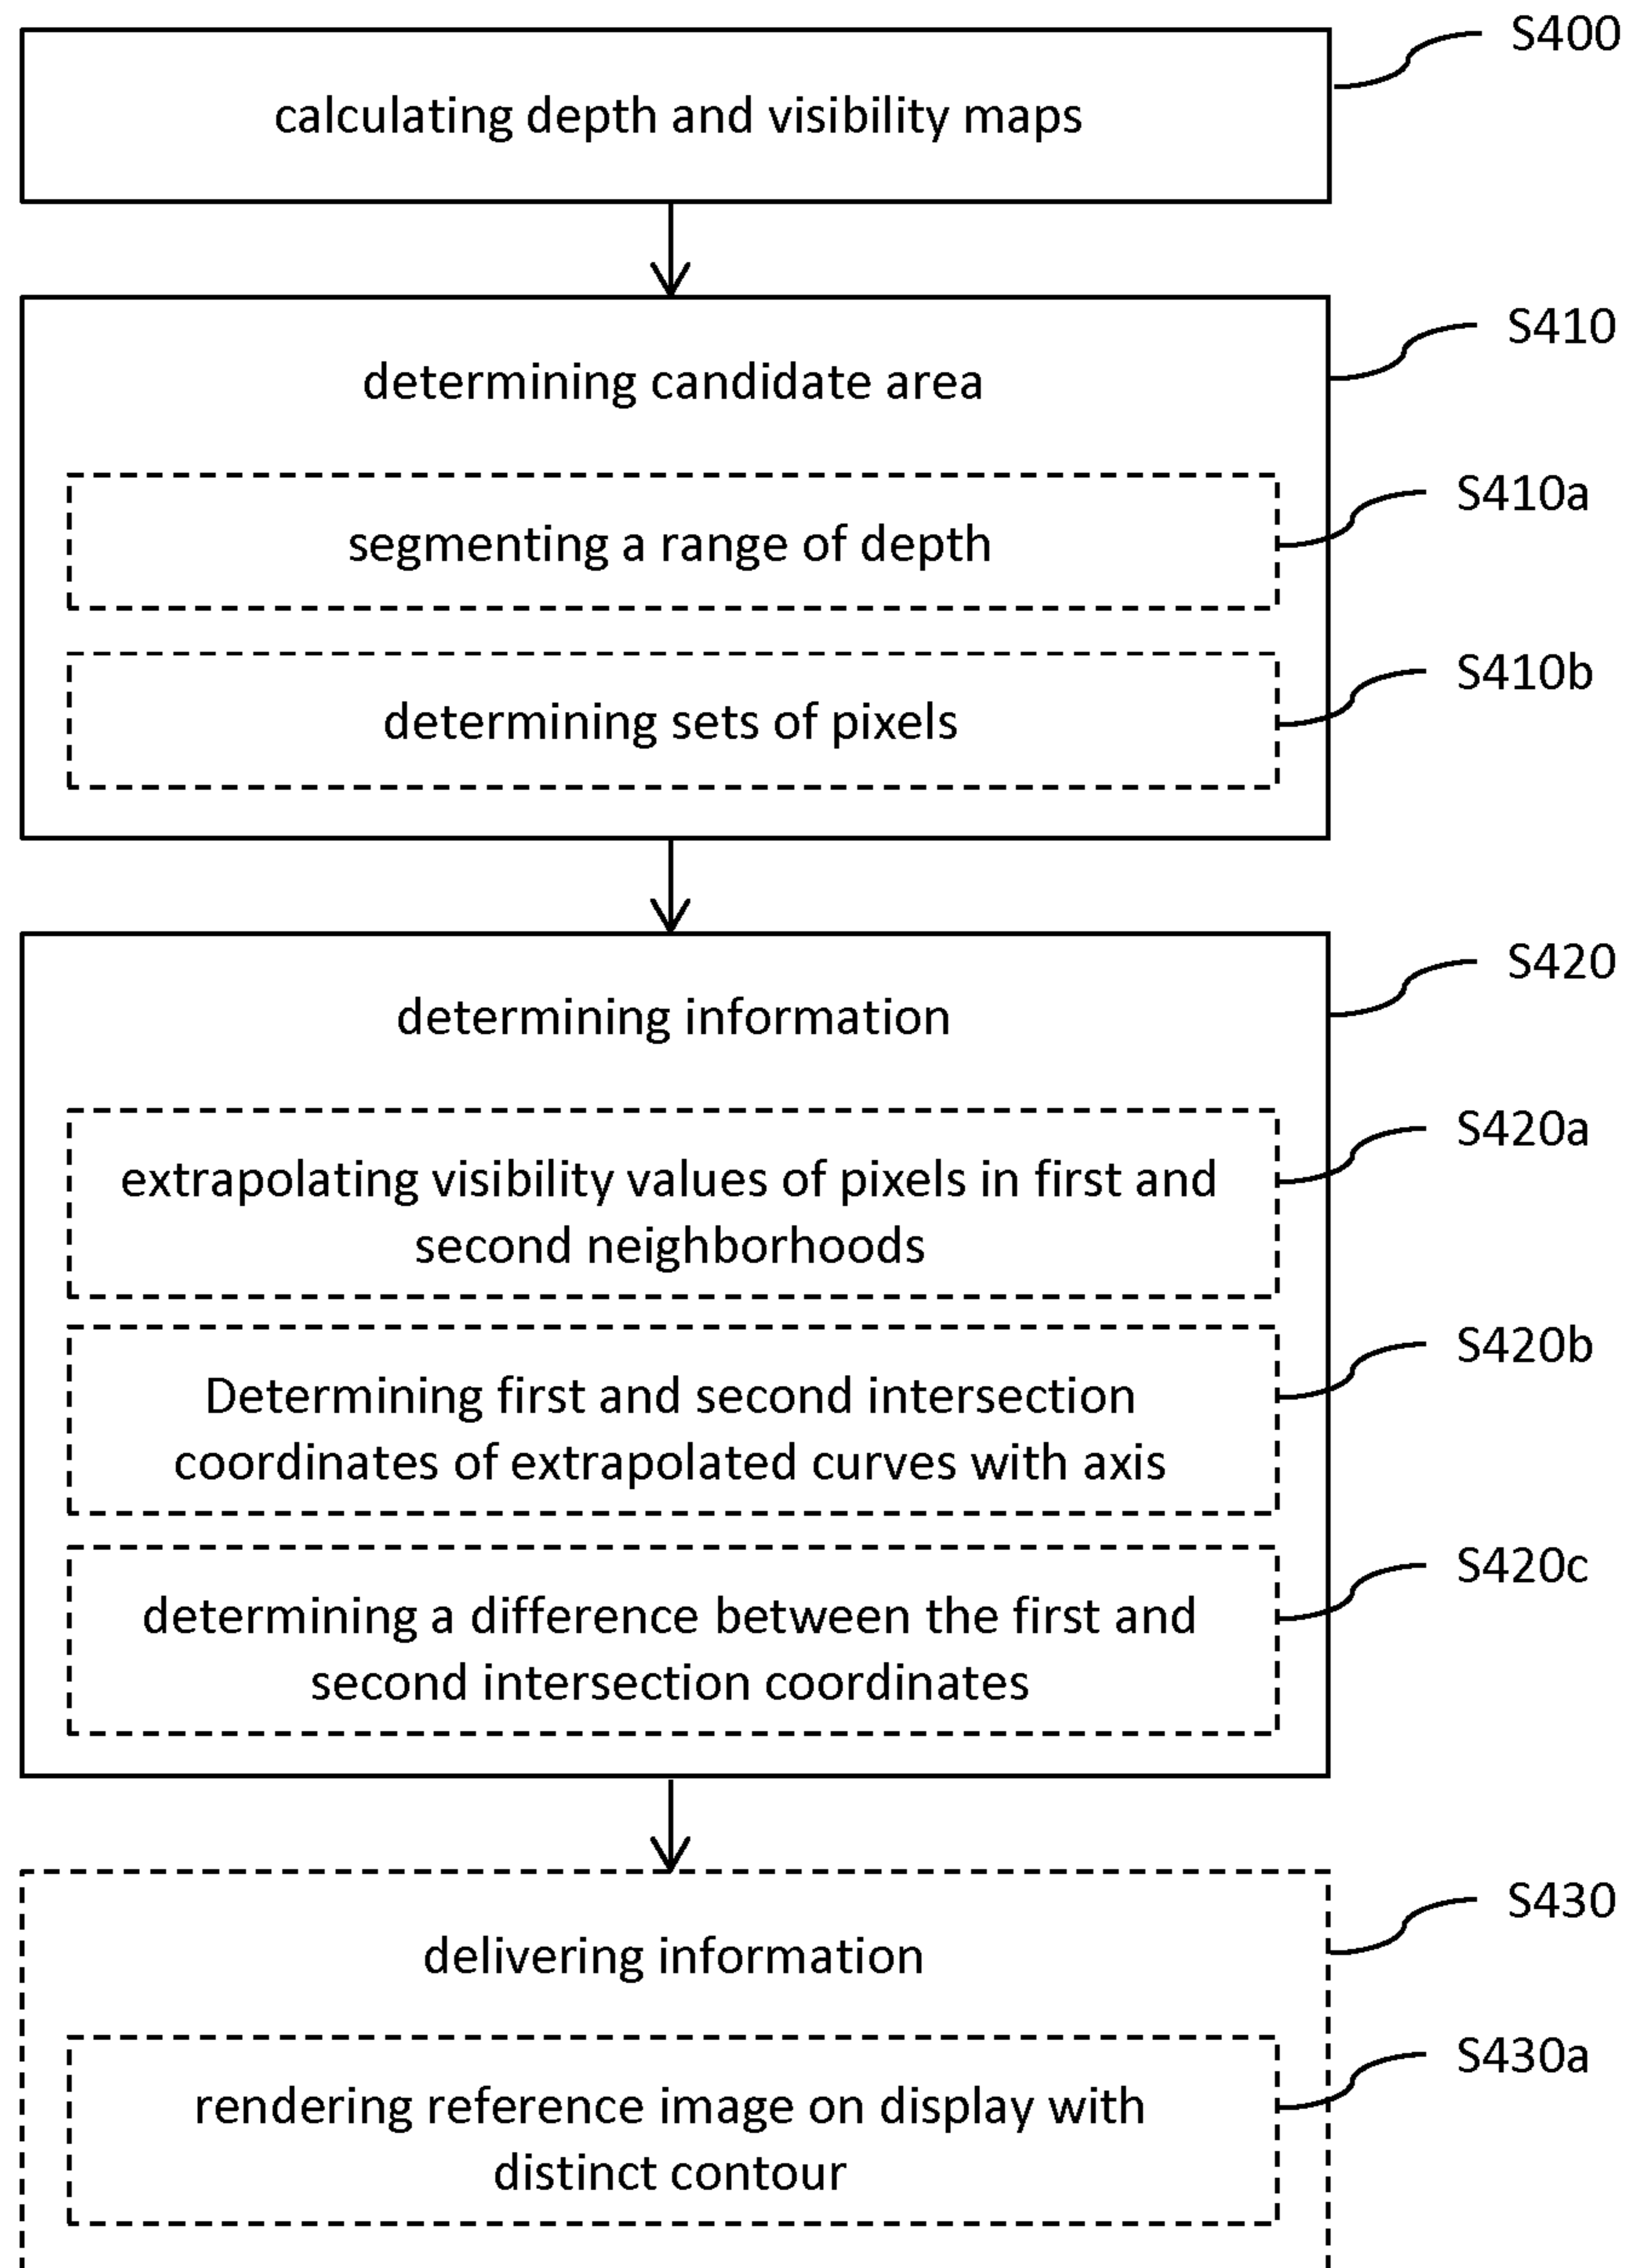 S400
calculating depth and visibility maps
S410
determining candidate area
S410a
segmenting a range of depth
S410b
determining sets of pixels
S420
determining information
S420a
extrapolating visibility values of pixels in first and
second neighborhoods
S420b
Determining first and second intersection
coordinates of extrapolated curves with axis
S420c
determining a difference between the first and
second intersection coordinates
S430
delivering information
S430a
rendering reference image on display with
distinct contour